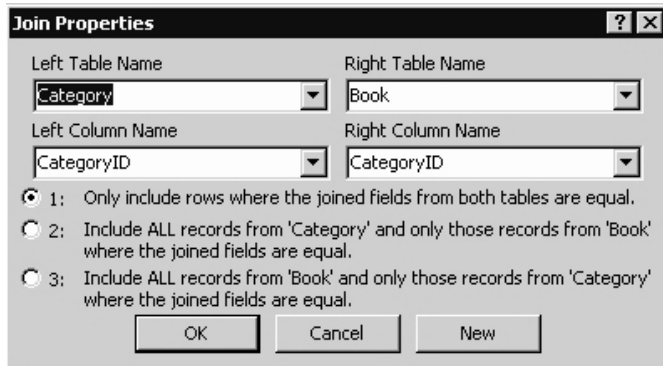 Join Properties ? X
Left Table Name Right Table Name
Category Book
Left Column Name Right Column Name
CategoryID CategoryID
1: Only include rows where the joined fields from both tables are equal.
2: Include ALL records from 'Category' and only those records from 'Book'
where the joined fields are equal.
3: Include ALL records from 'Book' and only those records from 'Category'
where the joined fields are equal.
OK Cancel New